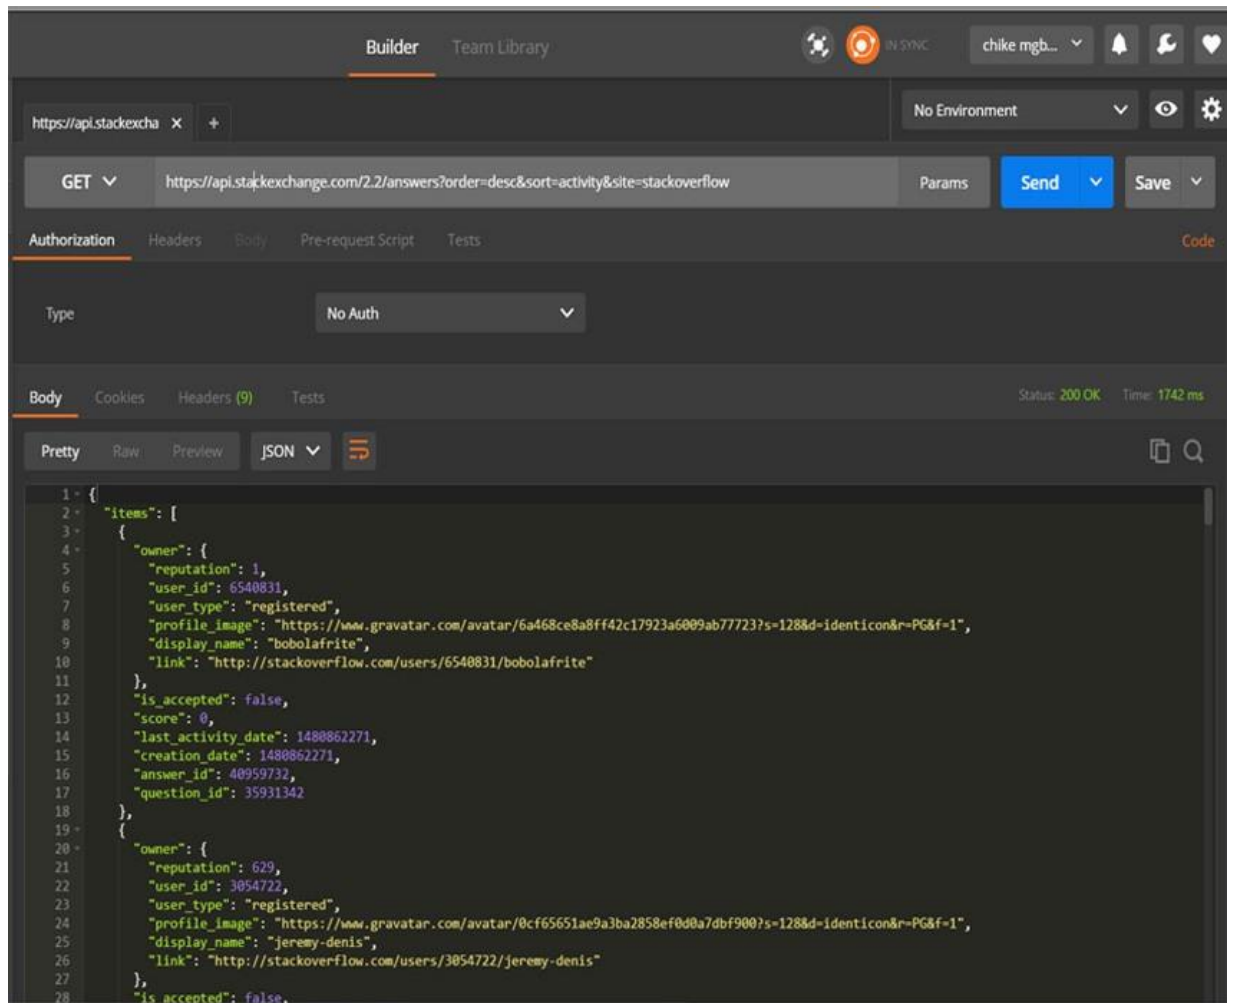 Builder Team Library IN SYNC chike mgb...
https://api.stackexcha × + No Environment
GET https://api.stackexchange.com/2.2/answers?order=desc&sort=activity&site=stackoverflow Params Send Save
Authorization Headers Body Pre-request Script Tests Code
Type No Auth
Body Cookies Headers (9) Tests Status: 200 OK Time: 1742 ms
Pretty Raw Preview JSON
1 {
2 "items": [
3 {
4 "owner": {
5 "reputation": 1,
6 "user_id": 6540831,
7 "user_type": "registered",
8 "profile_image": "https://www.gravatar.com/avatar/6a468ce8a8ff42c17923a6009ab77723?s=128&d=identicon&r=PG&f=1",
9 "display_name": "bobolafrite",
10 "link": "http://stackoverflow.com/users/6540831/bobolafrite"
11 },
12 "is_accepted": false,
13 "score": 0,
14 "last_activity_date": 1480862271,
15 "creation_date": 1480862271,
16 "answer_id": 40959732,
17 "question_id": 35931342
18 },
19 {
20 "owner": {
21 "reputation": 629,
22 "user_id": 3054722,
23 "user_type": "registered",
24 "profile_image": "https://www.gravatar.com/avatar/0cf65651ae9a3ba2858ef0d0a7dbf900?s=128&d=identicon&r=PG&f=1",
25 "display_name": "jeremy-denis",
26 "link": "http://stackoverflow.com/users/3054722/jeremy-denis"
27 },
28 "is_accepted": false,